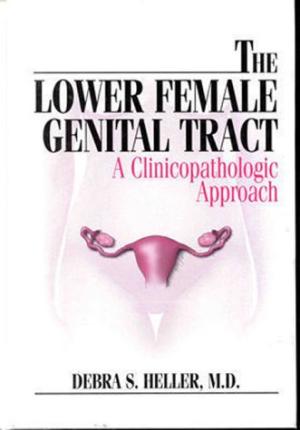 THE
LOWER FEMALE
GENITAL TRACT
A Clinicopathologic
Approach
DEBRA S. HELLER, M.D.